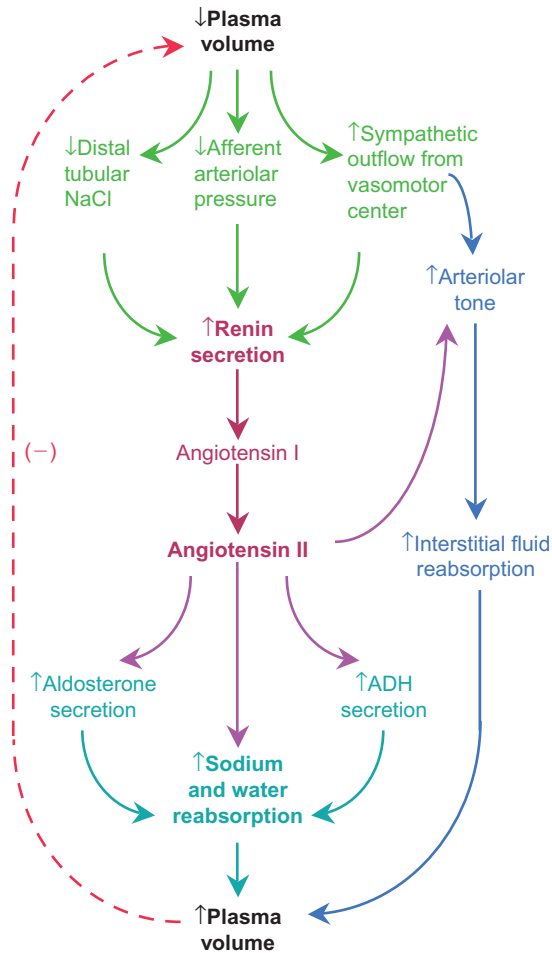 ↓Plasma
volume
↓Distal
tubular
NaCl
↓Afferent
arteriolar
pressure
↑Sympathetic
outflow from
vasomotor
center
↑Arteriolar
tone
↑Renin
secretion
(−)
Angiotensin I
Angiotensin II
↑Interstitial fluid
reabsorption
↑Aldosterone
secretion
↑ADH
secretion
↑Sodium
and water
reabsorption
↑Plasma
volume